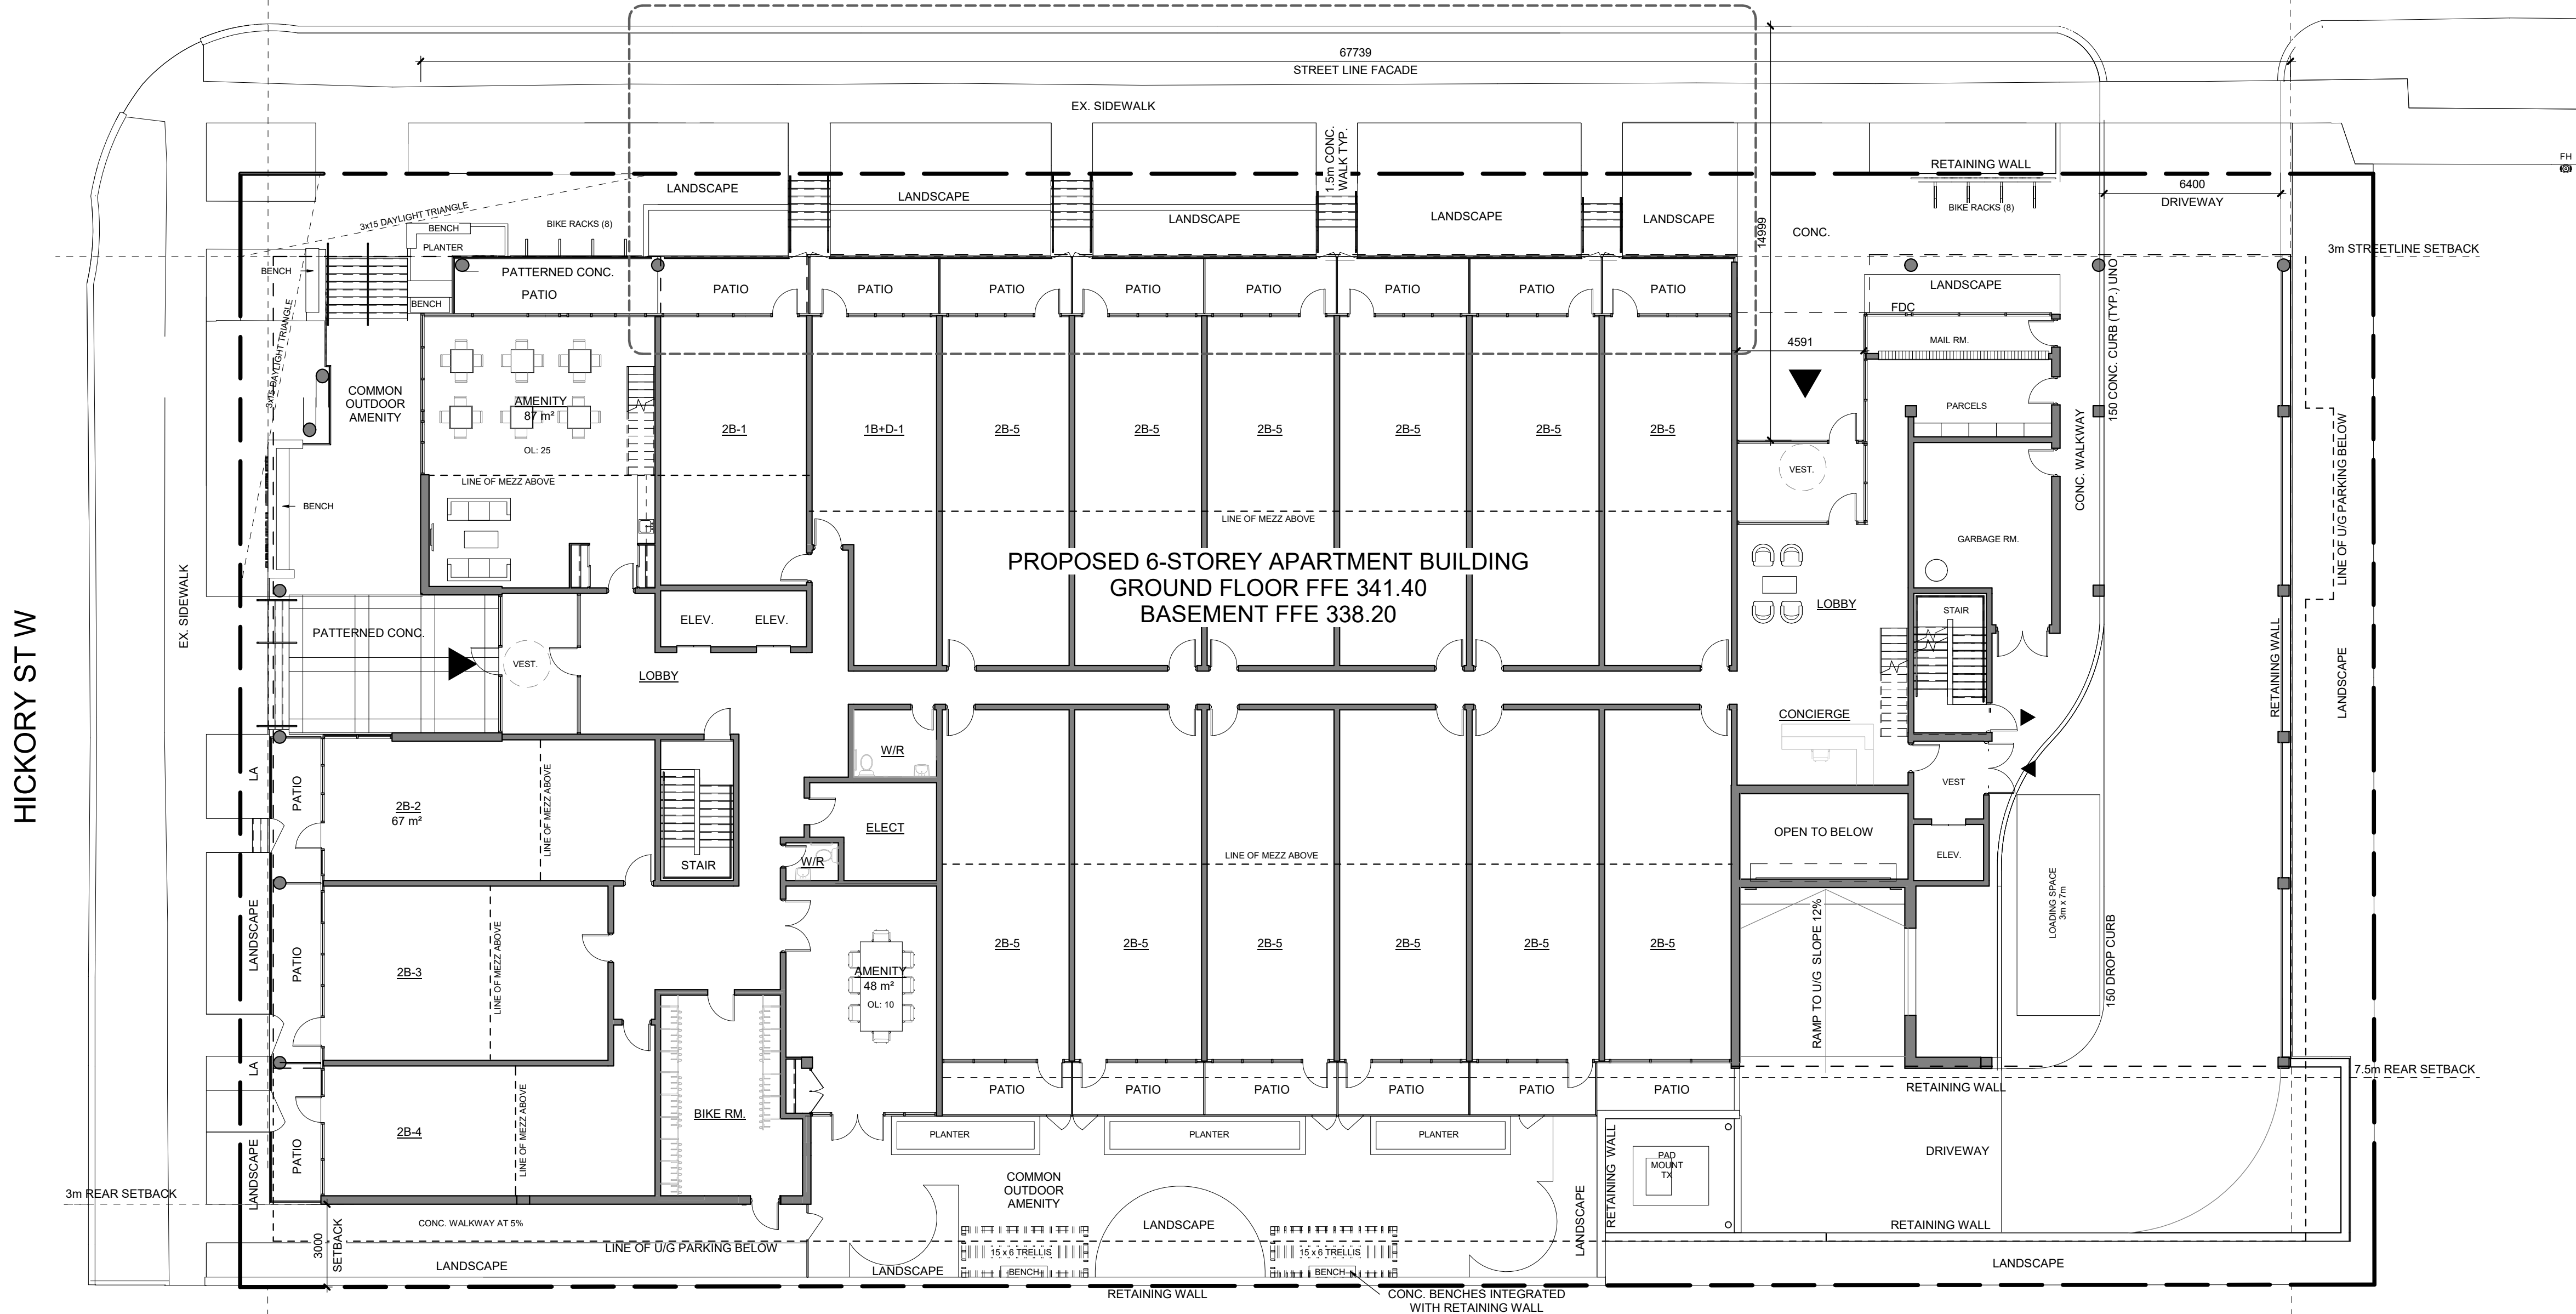 67739
STREET LINE FACADE
EX. SIDEWALK
1.5m CONC.
WALK TYP.
RETAINING WALL
FH
6400
DRIVEWAY
BIKE RACKS (8)
LANDSCAPE
LANDSCAPE
LANDSCAPE
LANDSCAPE
LANDSCAPE
3x15 DAYLIGHT TRIANGLE
BENCH
BIKE RACKS (8)
PLANTER
14999
CONC.
3m STREETLINE SETBACK
BENCH
PATTERNED CONC.
PATIO
BENCH
PATIO
PATIO
PATIO
PATIO
PATIO
PATIO
PATIO
PATIO
LANDSCAPE
FDC
150 CONC. CURB (TYP.) UNO
3x15 DAYLIGHT TRIANGLE
MAIL RM.
4591
COMMON
OUTDOOR
AMENITY
AMENITY
87 m²
OL: 25
PARCELS
2B-1
1B+D-1
2B-5
2B-5
2B-5
2B-5
2B-5
2B-5
CONC. WALKWAY
LINE OF U/G PARKING BELOW
VEST.
LINE OF MEZZ ABOVE
BENCH
LINE OF MEZZ ABOVE
GARBAGE RM.
PROPOSED 6-STOREY APARTMENT BUILDING
GROUND FLOOR FFE 341.40
BASEMENT FFE 338.20
HICKORY ST W
EX. SIDEWALK
LOBBY
STAIR
ELEV.
ELEV.
PATTERNED CONC.
VEST.
LOBBY
RETAINING WALL
LANDSCAPE
CONCIERGE
W/R
LA
PATIO
2B-2
67 m²
LINE OF MEZZ ABOVE
VEST
ELECT
OPEN TO BELOW
STAIR
W/R
LINE OF MEZZ ABOVE
ELEV.
LOADING SPACE
3m x 7m
LANDSCAPE
PATIO
2B-3
LINE OF MEZZ ABOVE
AMENITY
48 m²
OL: 10
2B-5
2B-5
2B-5
2B-5
2B-5
2B-5
RAMP TO U/G SLOPE 12%
150 DROP CURB
LA
7.5m REAR SETBACK
PATIO
PATIO
PATIO
PATIO
PATIO
PATIO
RETAINING WALL
BIKE RM.
2B-4
LINE OF MEZZ ABOVE
PATIO
LANDSCAPE
PLANTER
PLANTER
PLANTER
RETAINING WALL
PAD
MOUNT
TX
DRIVEWAY
3m REAR SETBACK
COMMON
OUTDOOR
AMENITY
LANDSCAPE
LANDSCAPE
RETAINING WALL
3000
SETBACK
CONC. WALKWAY AT 5%
LINE OF U/G PARKING BELOW
15 x 6 TRELLIS
15 x 6 TRELLIS
LANDSCAPE
LANDSCAPE
BENCH
BENCH
LANDSCAPE
RETAINING WALL
CONC. BENCHES INTEGRATED
WITH RETAINING WALL